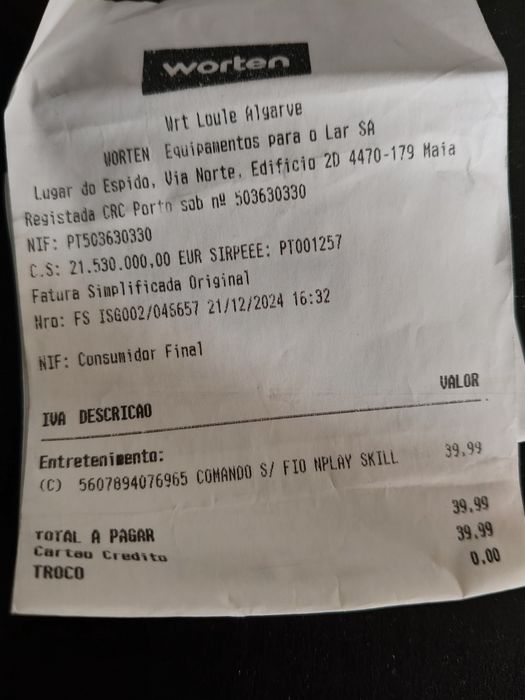 worten
Wrt Loule Algarve
WORTEN Equipamentos para o Lar SA
Lugar do Espido, Via Norte, Edificio 2D 4470-179 Maia
Registada CRC Porto sob nº 503630330
NIF: PT503630330
C.S: 21.530.000,00 EUR SIRPEEE: PT001257
Fatura Simplificada Original
Nro: FS ISG002/045657 21/12/2024 16:32
NIF: Consumidor Final
VALOR
IVA DESCRICAO
Entretenimento:
(C) 5607894076965 COMANDO S/ FIO NPLAY SKILL 39,99
TOTAL A PAGAR 39,99
Cartao Credito 39,99
TROCO 0,00